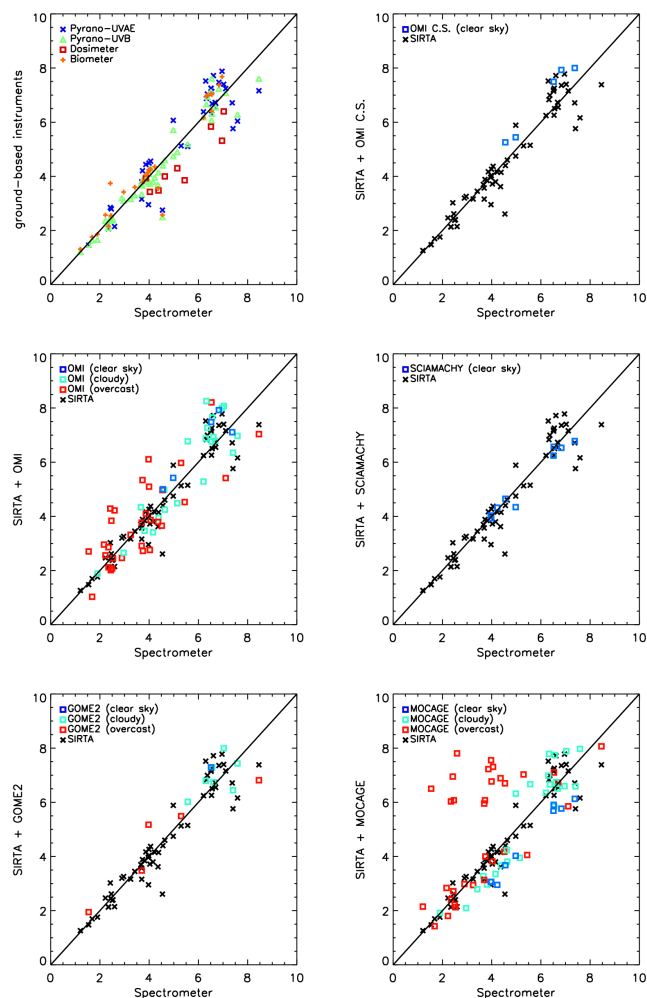 10
8
6
4
2
0
ground-based instruments
Pyrano-UVAE
Pyrano-UVB
Dosimeter
Biometer
0 2 4 6 8 10
Spectrometer
10
8
6
4
2
0
SIRTA + OMI C.S.
OMI C.S. (clear sky)
SIRTA
0 2 4 6 8 10
Spectrometer
10
8
6
4
2
0
SIRTA + OMI
OMI (clear sky)
OMI (cloudy)
OMI (overcast)
SIRTA
0 2 4 6 8 10
Spectrometer
10
8
6
4
2
0
SIRTA + SCIAMACHY
SCIAMACHY (clear sky)
SIRTA
0 2 4 6 8 10
Spectrometer
10
8
6
4
2
0
SIRTA + GOME2
GOME2 (clear sky)
GOME2 (cloudy)
GOME2 (overcast)
SIRTA
0 2 4 6 8 10
Spectrometer
10
8
6
4
2
0
SIRTA + MOCAGE
MOCAGE (clear sky)
MOCAGE (cloudy)
MOCAGE (overcast)
SIRTA
0 2 4 6 8 10
Spectrometer